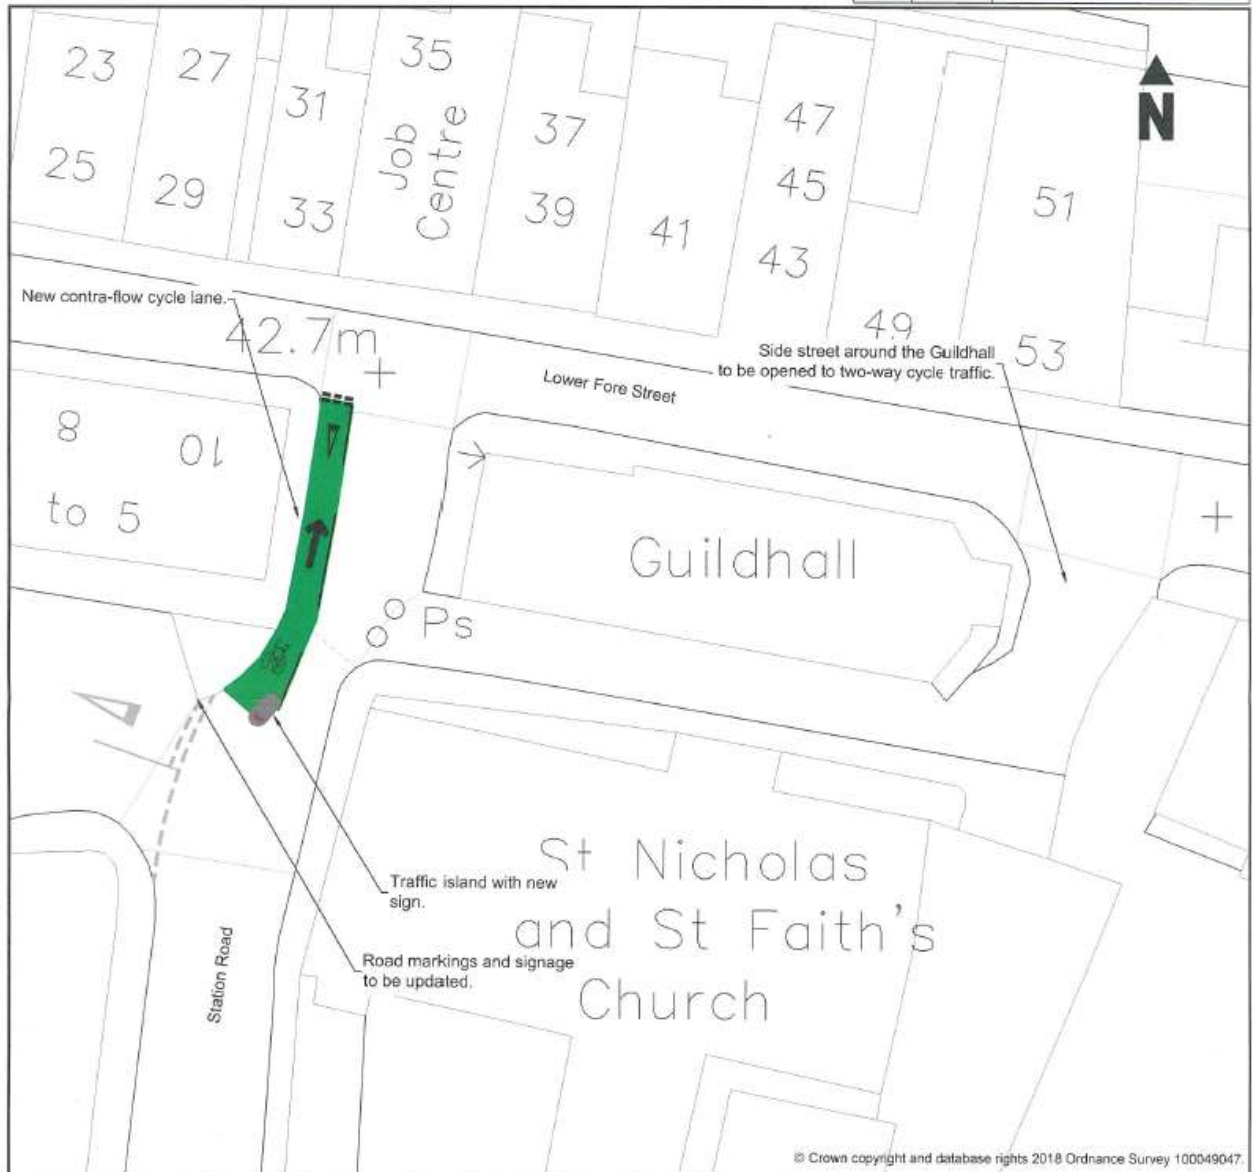 23
27
25
29
31
33
35
Job
Centre
37
39
41
47
45
43
49
51
53
N
New contra-flow cycle lane.
42.7m
Lower Fore Street
Side street around the Guildhall
to be opened to two-way cycle traffic.
8
10
to 5
Guildhall
Ps
St Nicholas
and St Faith's
Church
Traffic island with new
sign.
Road markings and signage
to be updated.
Station Road
© Crown copyright and database rights 2018 Ordnance Survey 100049047.